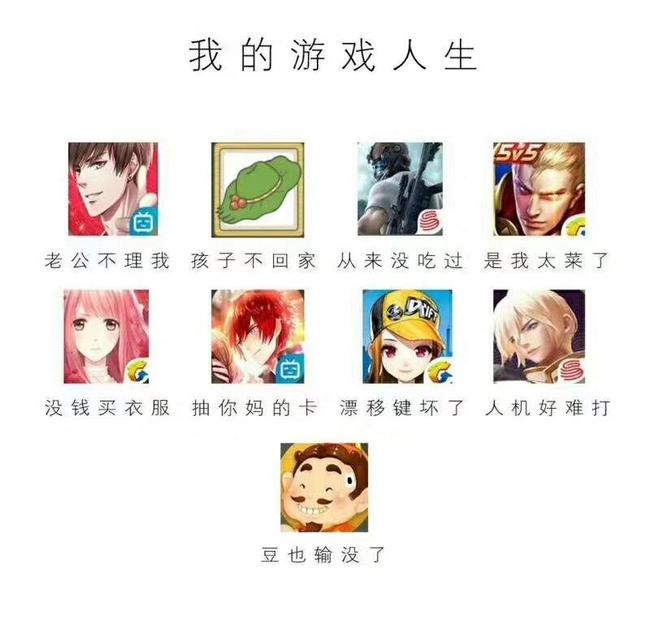 我的游戏人生
5v5
老公不理我 孩子不回家 从来没吃过 是我太菜了
DRIFT
没钱买衣服 抽你妈的卡 漂移键坏了 人机好难打
豆也输没了